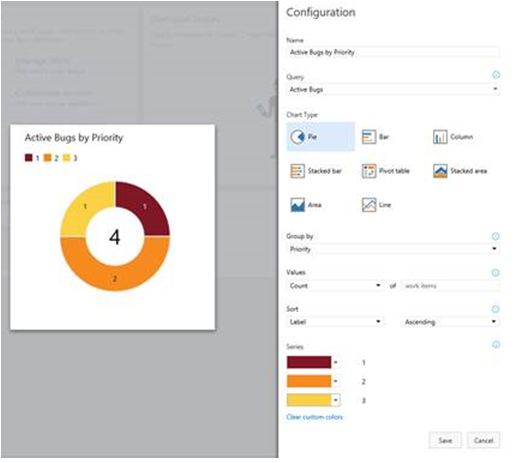 Configuration
Name
Active Bugs by Priority
Query
Active Bugs
Chart Type
Pie
Bar
Column
Stacked bar
Pivot table
Stacked area
Area
Line
Group by
Priority
Values
Count
of
work items
Sort
Label
Ascending
Series
1
2
3
Clear custom colors
Save
Cancel
Active Bugs by Priority
1 2 3
1
1
4
2